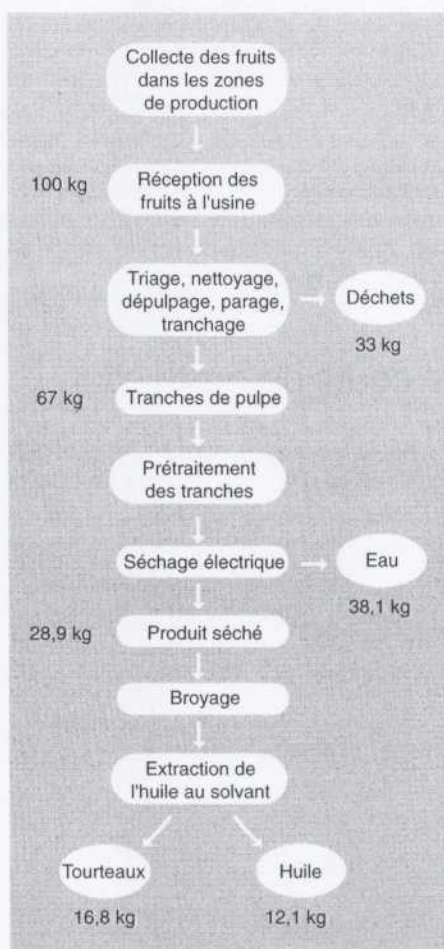 Collecte des fruits
dans les zones
de production
100 kg
Réception des
fruits à l'usine
Triage, nettoyage,
dépulpage, parage,
tranchage
Déchets
33 kg
67 kg
Tranches de pulpe
Prétraitement
des tranches
Séchage électrique
Eau
38,1 kg
28,9 kg
Produit séché
Broyage
Extraction de
l'huile au solvant
Tourteaux
Huile
16,8 kg
12,1 kg